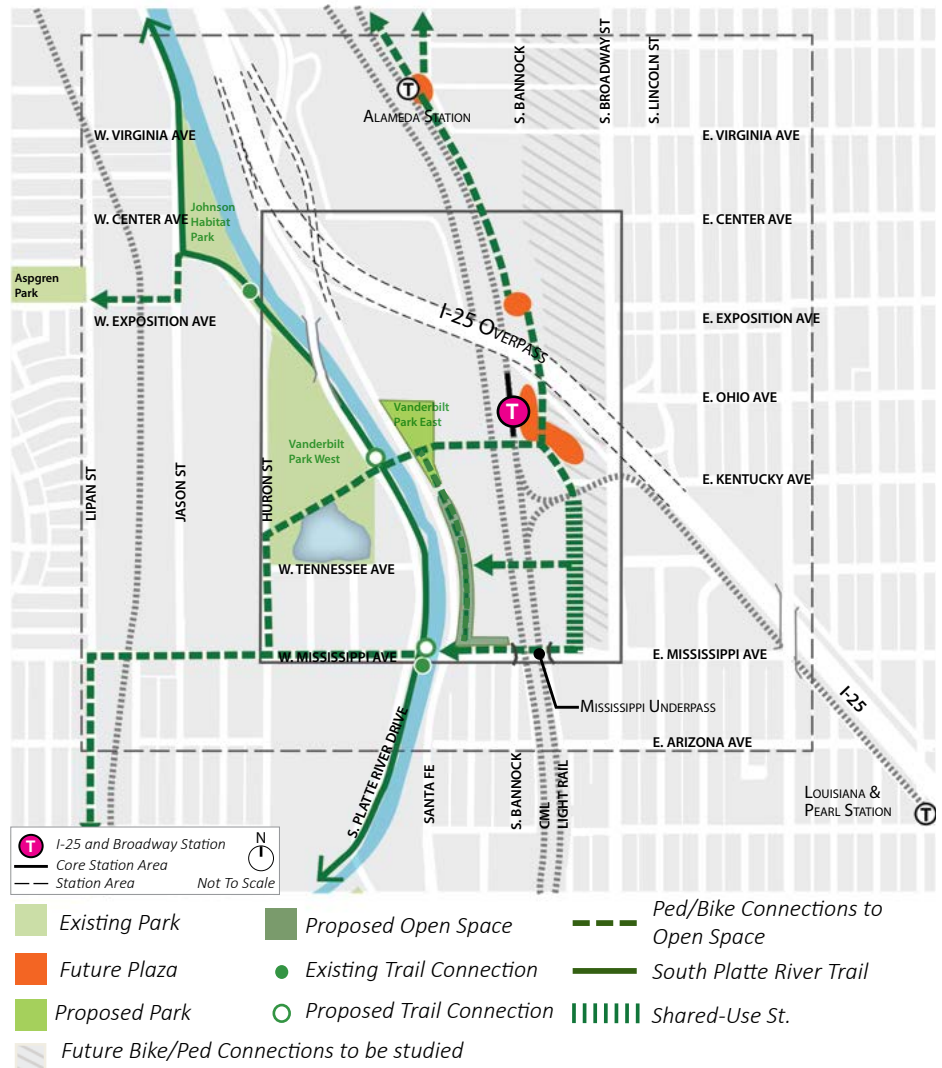 S. BANNOCK
S. BROADWAY ST
S. LINCOLN ST
T
ALAMEDA STATION
W. VIRGINIA AVE
E. VIRGINIA AVE
Johnson
Habitat
Park
W. CENTER AVE
E. CENTER AVE
Aspgren
Park
W. EXPOSITION AVE
I-25 OVERPASS
E. EXPOSITION AVE
E. OHIO AVE
T
Vanderbilt
Park East
Vanderbilt
Park West
E. KENTUCKY AVE
LIPAN ST
JASON ST
HURON ST
W. TENNESSEE AVE
W. MISSISSIPPI AVE
E. MISSISSIPPI AVE
MISSISSIPPI UNDERPASS
I-25
E. ARIZONA AVE
S. PLATTE RIVER DRIVE
SANTA FE
S. BANNOCK
CML
LIGHT RAIL
LOUISIANA &
PEARL STATION
T
T
I-25 and Broadway Station
N
Core Station Area
Station Area
Not To Scale
Existing Park
Proposed Open Space
Ped/Bike Connections to
Open Space
Future Plaza
Existing Trail Connection
South Platte River Trail
Proposed Park
Proposed Trail Connection
Shared-Use St.
Future Bike/Ped Connections to be studied